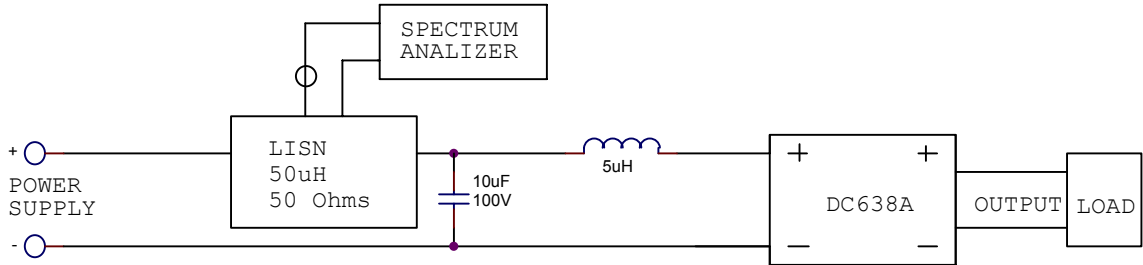 SPECTRUM
ANALIZER
LISN
50uH
50 Ohms
+
POWER
SUPPLY
-
10uF
100V
5uH
+ +
DC638A
- -
OUTPUT
LOAD